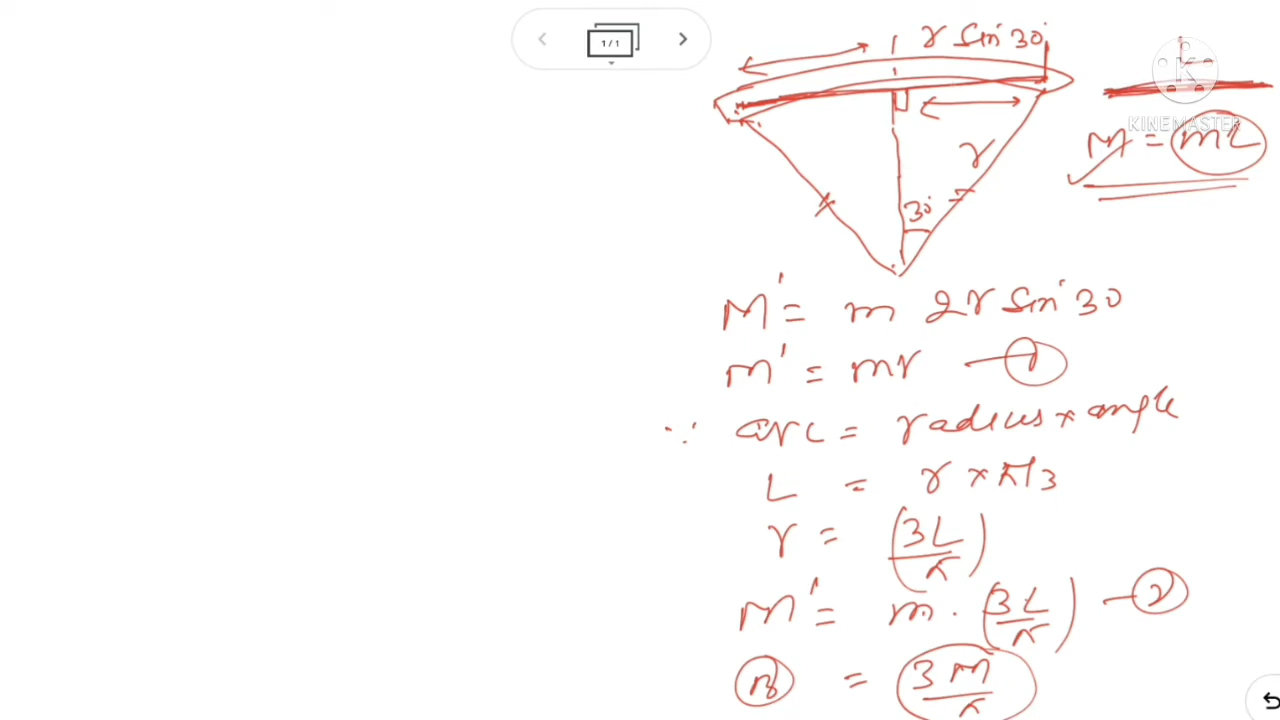 1/1
r sin 30
K
KINEMASTER
M = mL
r
30°
M' = m 2r sin 30
m' = mr — ①
∵ arc = radius × angle
L = r × π/3
r = (3L/π)
M' = m · (3L/π) — ②
Ⓑ = 3M/π